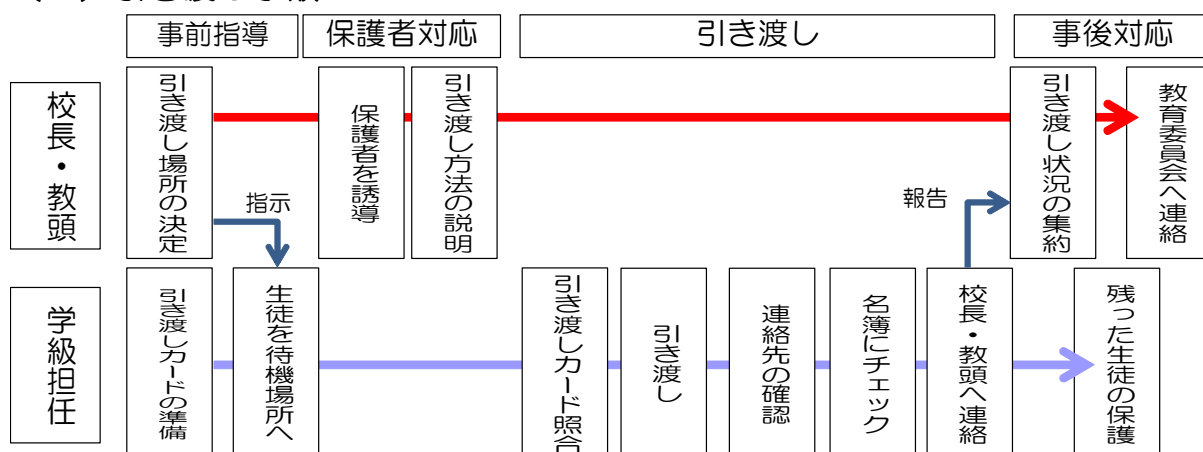 事前指導
保護者対応
引き渡し
事後対応
校長・教頭
引き渡し場所の決定
指示
保護者を誘導
引き渡し方法の説明
報告
引き渡し状況の集約
教育委員会へ連絡
学級担任
引き渡しカードの準備
生徒を待機場所へ
引き渡しカード照合
引き渡し
連絡先の確認
名簿にチェック
校長・教頭へ連絡
残った生徒の保護